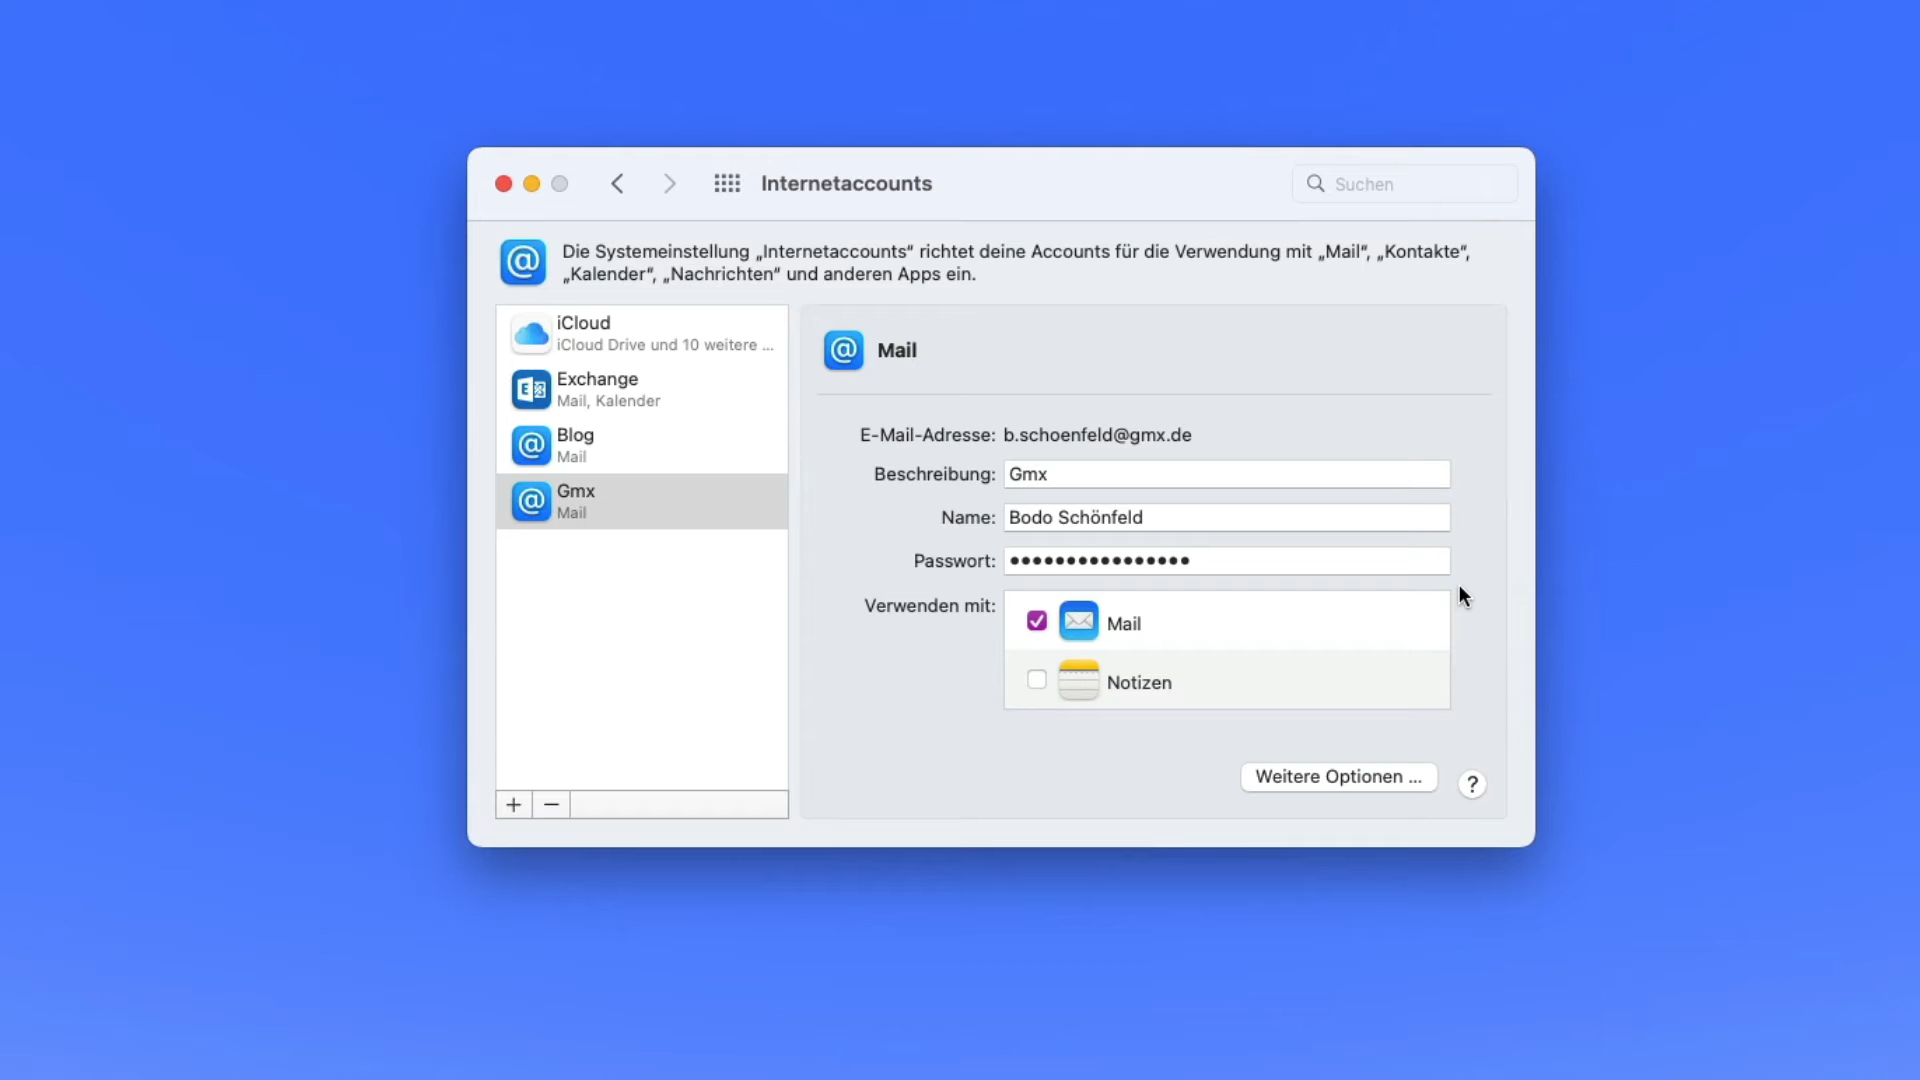 Internetaccounts
Suchen
Die Systemeinstellung „Internetaccounts“ richtet deine Accounts für die Verwendung mit „Mail“, „Kontakte“,
„Kalender“, „Nachrichten“ und anderen Apps ein.
iCloud
iCloud Drive und 10 weitere ...
Exchange
Mail, Kalender
Blog
Mail
Gmx
Mail
Mail
E-Mail-Adresse: b.schoenfeld@gmx.de
Beschreibung: Gmx
Name: Bodo Schönfeld
Passwort: ••••••••••••••••
Verwenden mit:
Mail
Notizen
Weitere Optionen ...
?